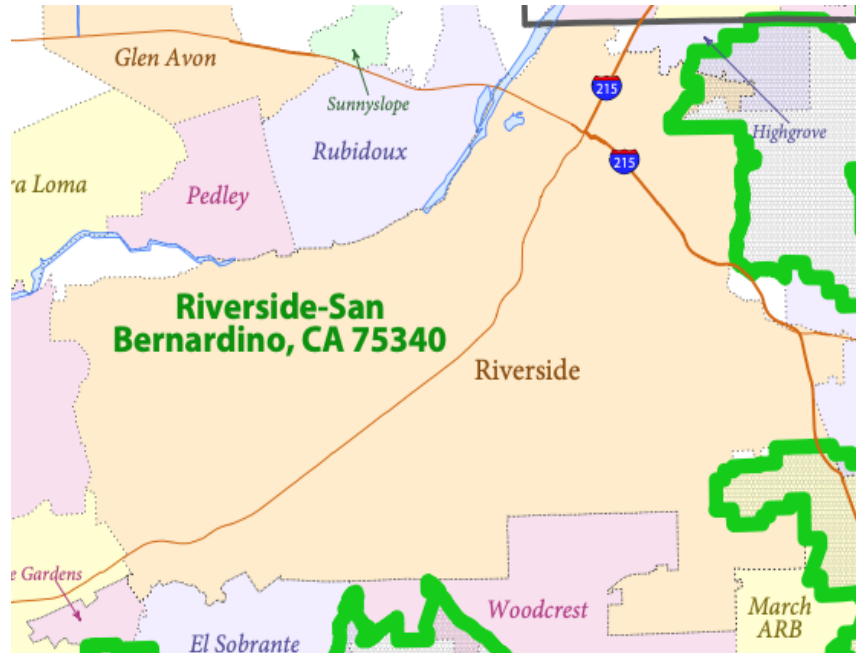 Glen Avon
215
Sunnyslope
Highgrove
Rubidoux
215
ra Loma
Pedley
Riverside-San
Bernardino, CA 75340
Riverside
e Gardens
Woodcrest
March
ARB
El Sobrante